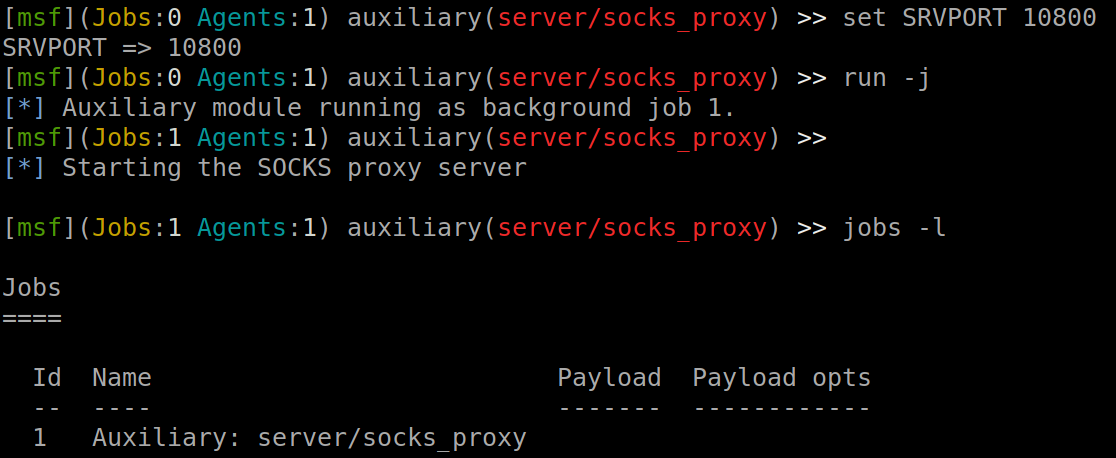 [msf](Jobs:0 Agents:1) auxiliary(server/socks_proxy) >> set SRVPORT 10800
SRVPORT => 10800
[msf](Jobs:0 Agents:1) auxiliary(server/socks_proxy) >> run -j
[*] Auxiliary module running as background job 1.
[msf](Jobs:1 Agents:1) auxiliary(server/socks_proxy) >>
[*] Starting the SOCKS proxy server
[msf](Jobs:1 Agents:1) auxiliary(server/socks_proxy) >> jobs -l
Jobs
====
  Id  Name                           Payload  Payload opts
  --  ----                           -------  ------------
  1   Auxiliary: server/socks_proxy